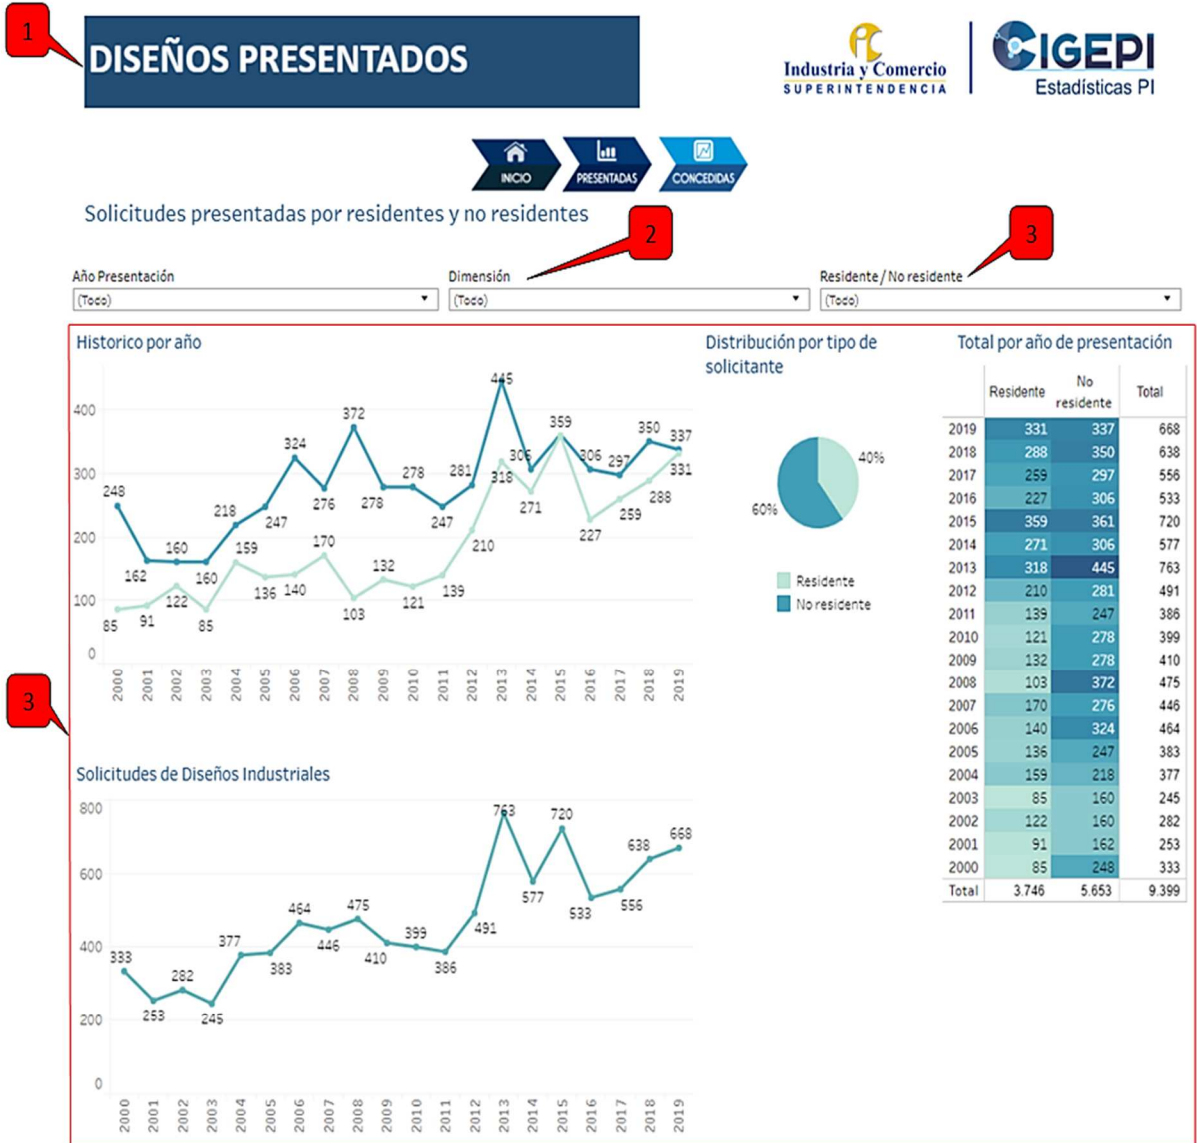 1
DISEÑOS PRESENTADOS
Industria y Comercio
SUPERINTENDENCIA
CIGEPI
Estadísticas PI
INICIO
PRESENTADAS
CONCEDIDAS
Solicitudes presentadas por residentes y no residentes
2
3
Año Presentación
Dimensión
Residente / No residente
(Todo)
(Todo)
(Todo)
3
Historico por año
400
300
200
100
0
248
162
160
160
218
247
324
276
372
278
278
247
281
445
306
359
306
297
350
337
85
91
122
85
159
136
140
170
103
132
121
139
210
318
271
227
259
288
331
2000
2001
2002
2003
2004
2005
2006
2007
2008
2009
2010
2011
2012
2013
2014
2015
2016
2017
2018
2019
Distribución por tipo de
solicitante
40%
60%
Residente
No residente
Total por año de presentación
Residente No residente Total
2019 331 337 668
2018 288 350 638
2017 259 297 556
2016 227 306 533
2015 359 361 720
2014 271 306 577
2013 318 445 763
2012 210 281 491
2011 139 247 386
2010 121 278 399
2009 132 278 410
2008 103 372 475
2007 170 276 446
2006 140 324 464
2005 136 247 383
2004 159 218 377
2003 85 160 245
2002 122 160 282
2001 91 162 253
2000 85 248 333
Total 3.746 5.653 9.399
Solicitudes de Diseños Industriales
800
600
400
200
0
333
253
282
245
377
383
464
446
475
410
399
386
491
763
577
720
533
556
638
668
2000
2001
2002
2003
2004
2005
2006
2007
2008
2009
2010
2011
2012
2013
2014
2015
2016
2017
2018
2019